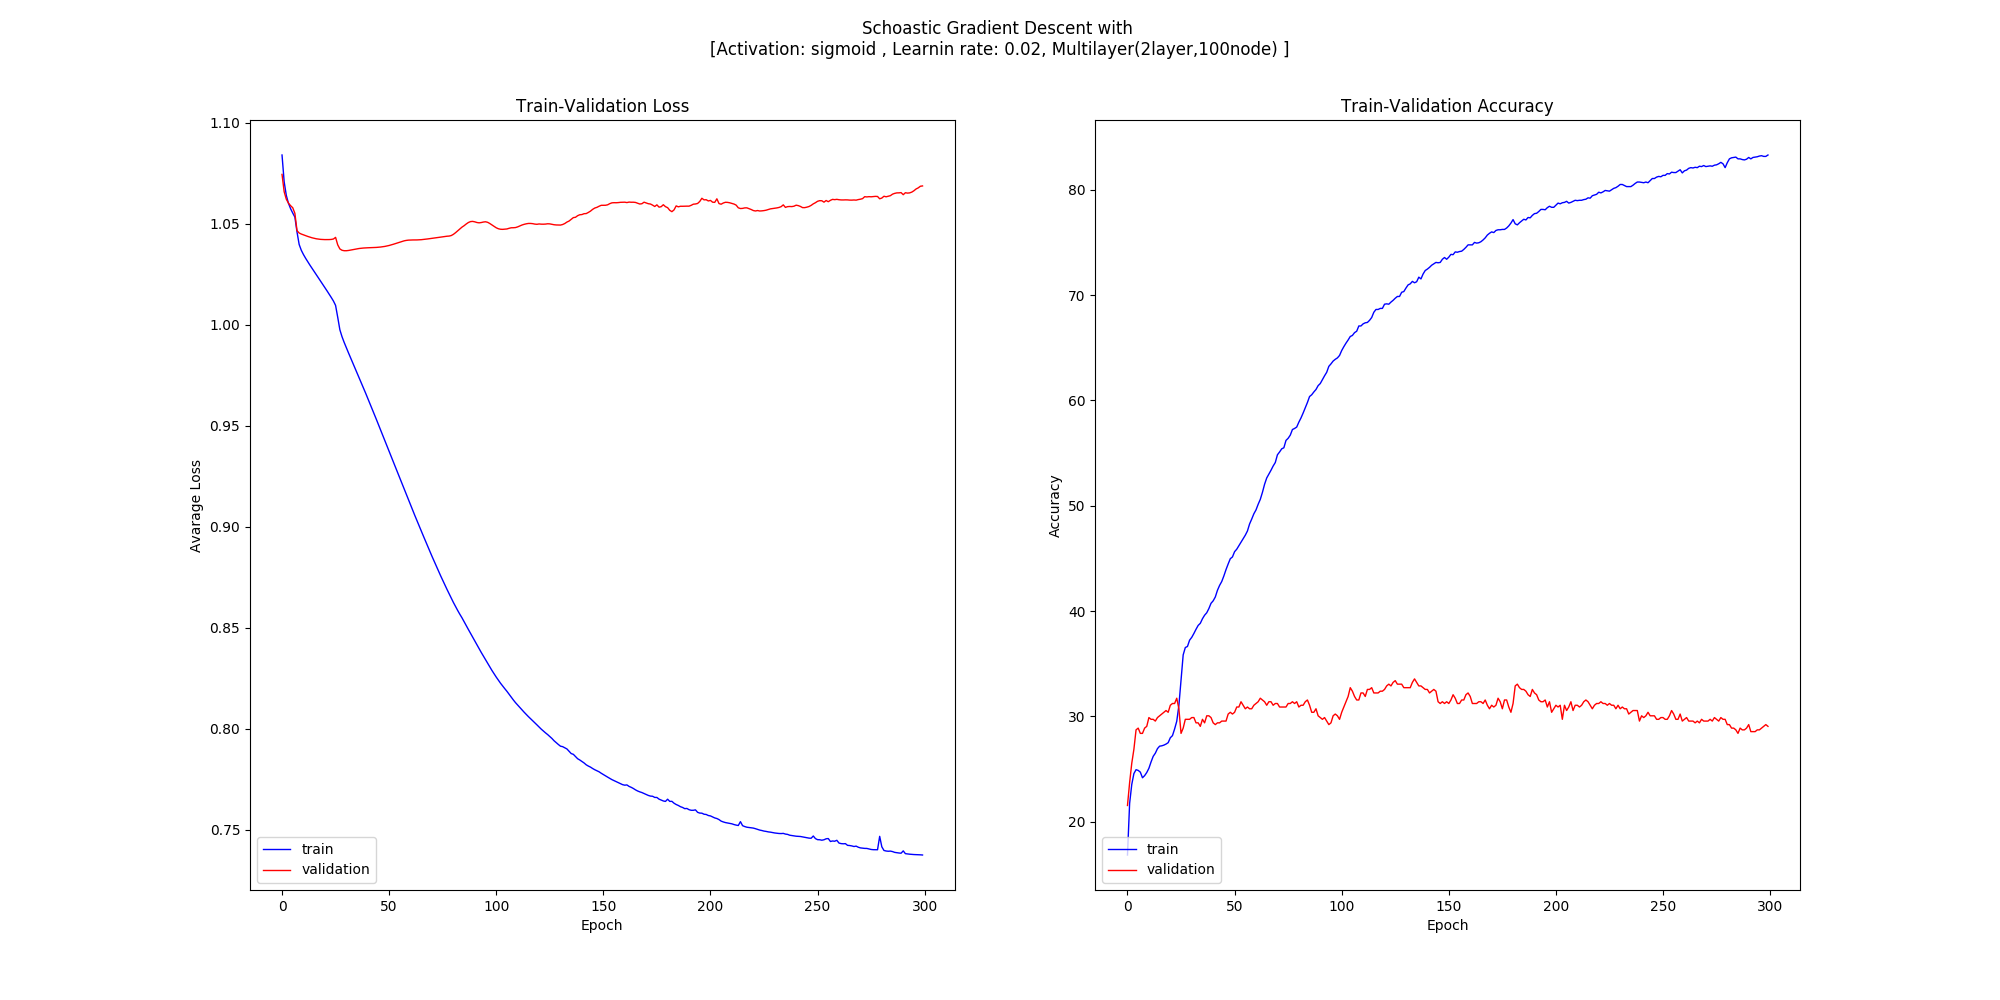 Schoastic Gradient Descent with
[Activation: sigmoid , Learnin rate: 0.02, Multilayer(2layer,100node) ]
Train-Validation Loss
1.10
1.05
1.00
0.95
0.90
0.85
0.80
0.75
Avarage Loss
train
validation
0 50 100 150 200 250 300
Epoch
Train-Validation Accuracy
80
70
60
50
40
30
20
Accuracy
train
validation
0 50 100 150 200 250 300
Epoch